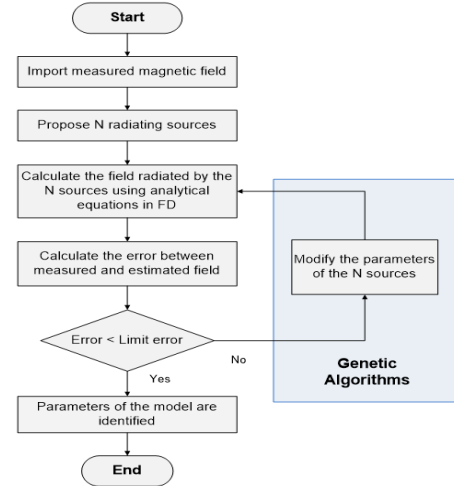 Start
Import measured magnetic field
Propose N radiating sources
Calculate the field radiated by the
N sources using analytical
equations in FD
Calculate the error between
measured and estimated field
Modify the parameters
of the N sources
Error < Limit error
No
Genetic
Algorithms
Yes
Parameters of the model are
identified
End